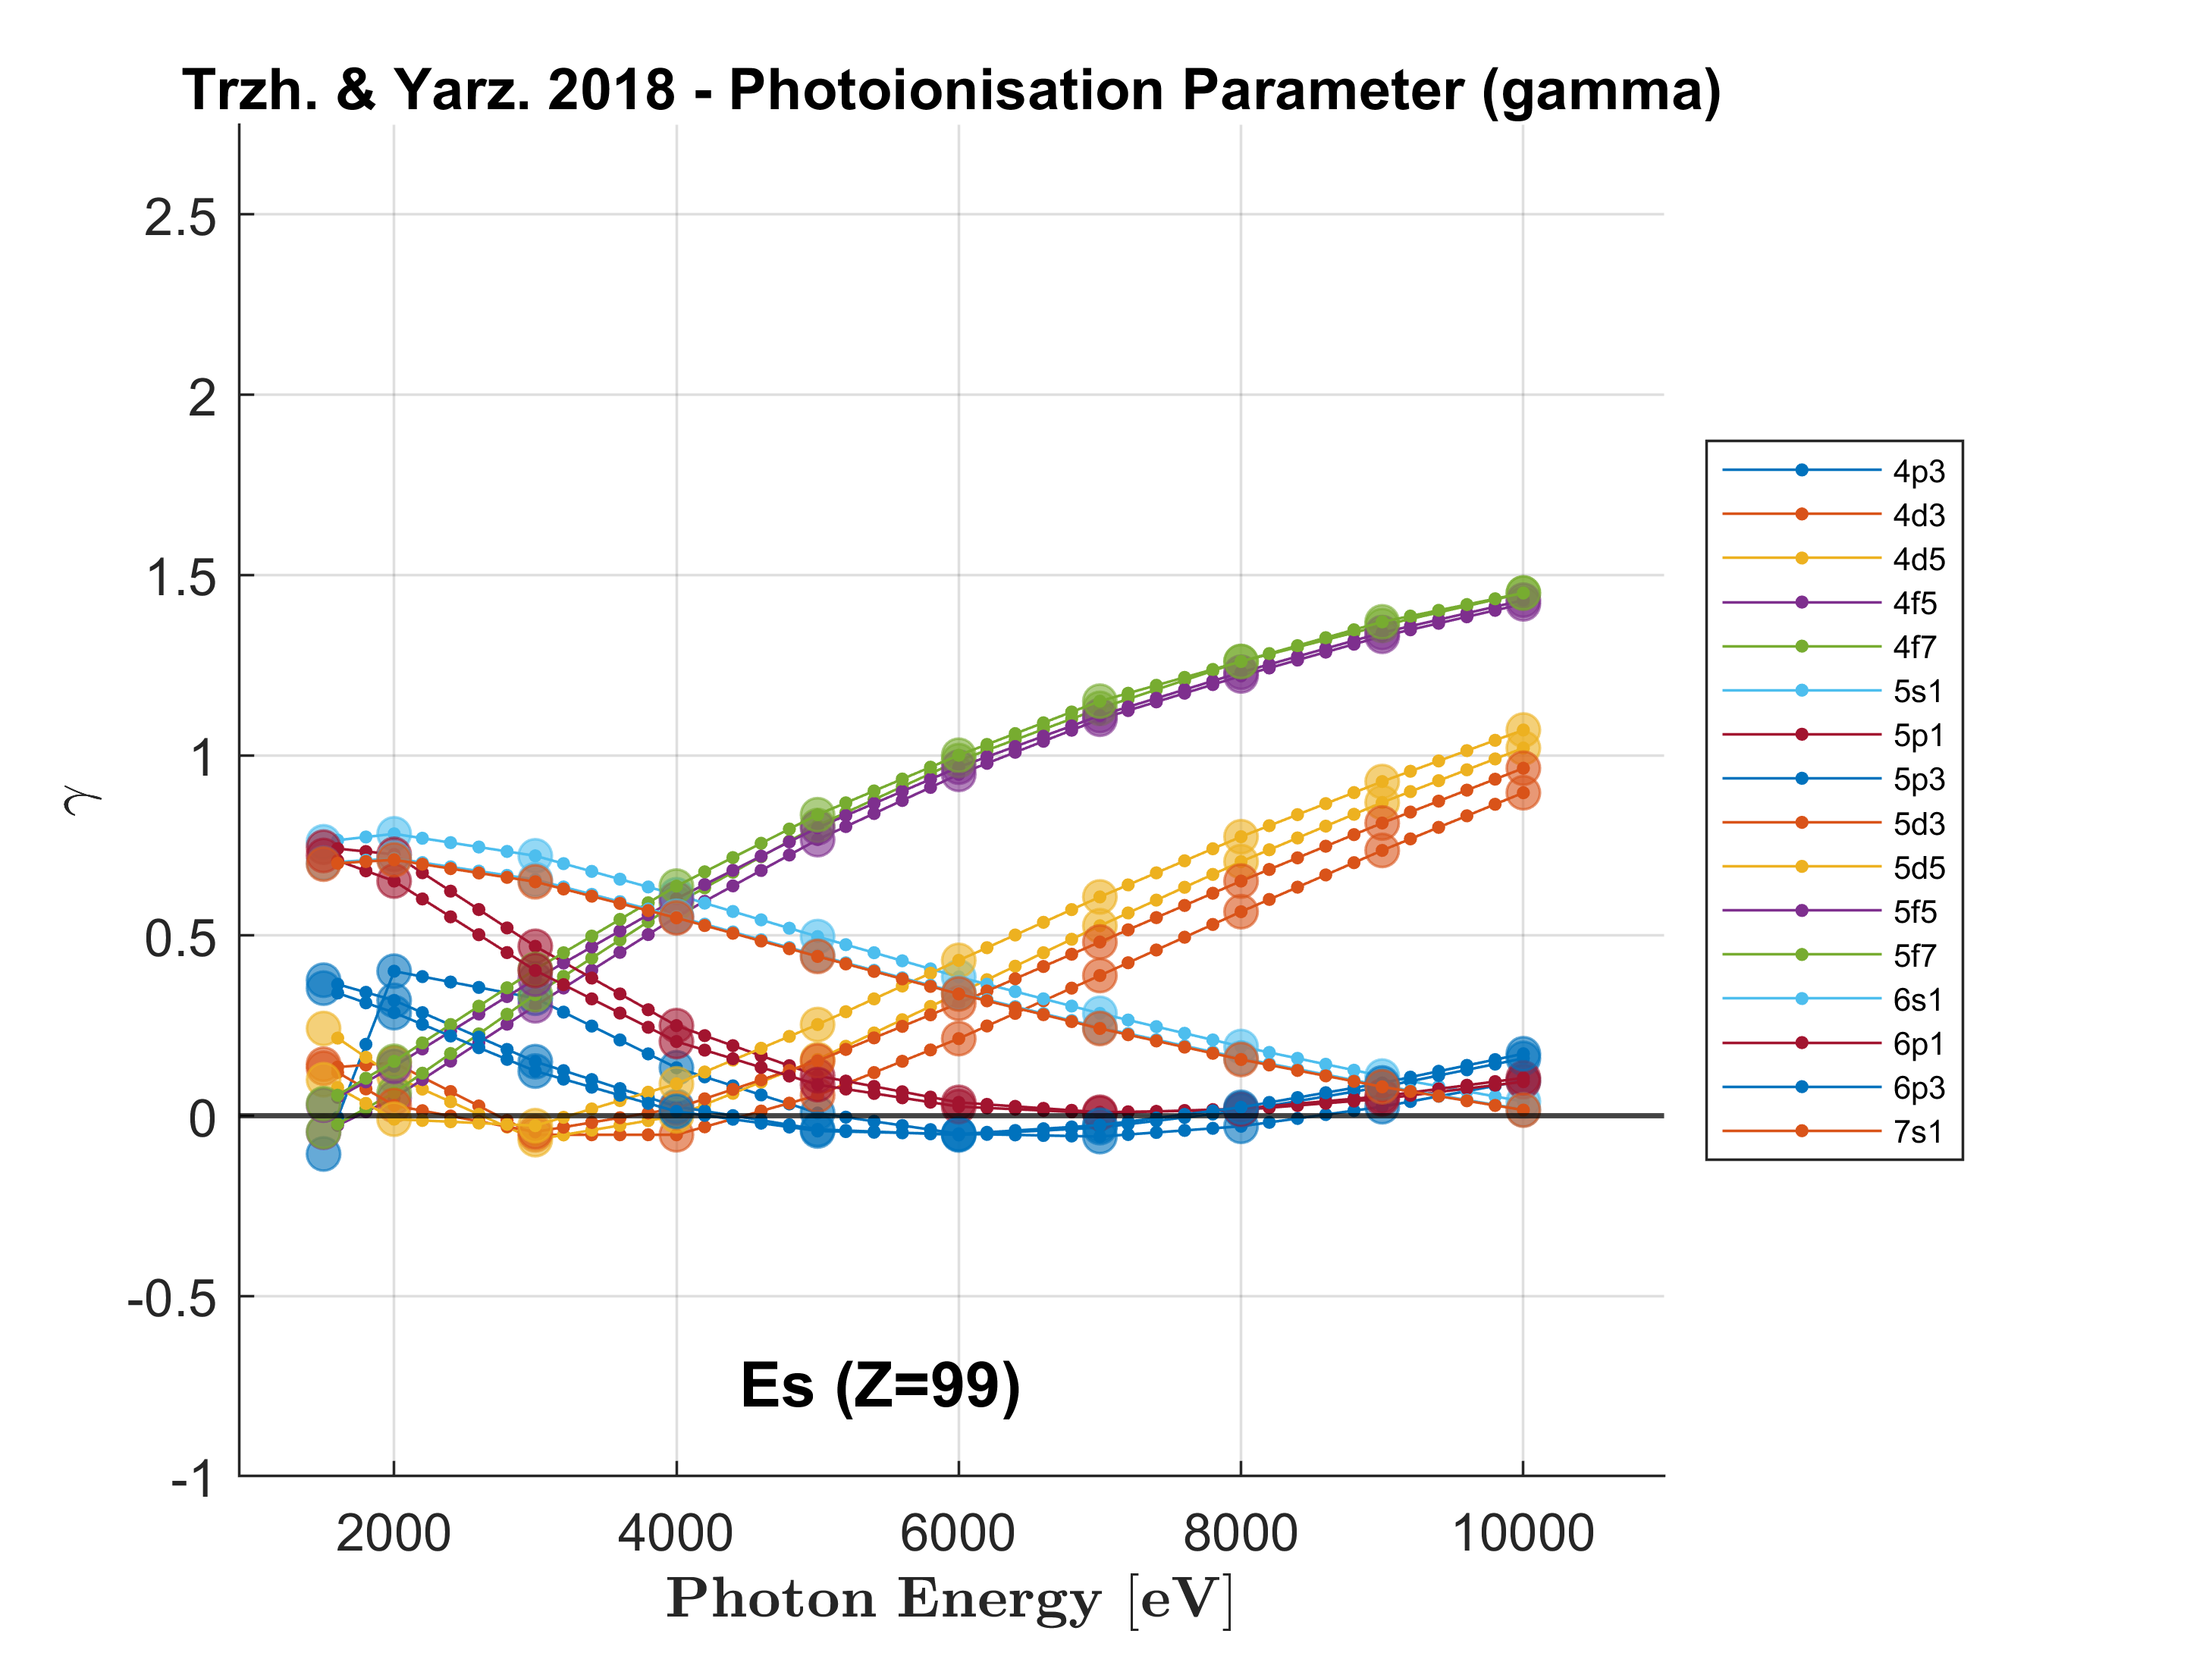 Trzh. & Yarz. 2018 - Photoionisation Parameter (gamma)
2.5
2
1.5
1
0.5
0
-0.5
-1
γ
2000 4000 6000 8000 10000
Photon Energy [eV]
Es (Z=99)
4p3
4d3
4d5
4f5
4f7
5s1
5p1
5p3
5d3
5d5
5f5
5f7
6s1
6p1
6p3
7s1